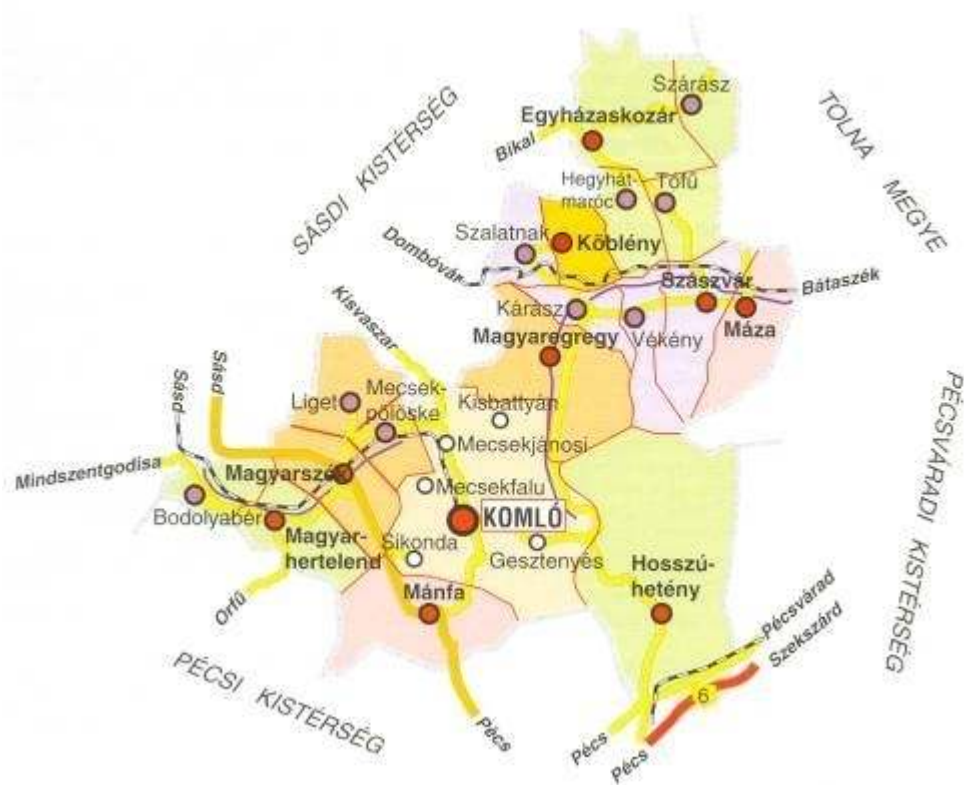 Szárász
Egyházaskozár
Bikal
TOLNA MEGYE
SÁSDI KISTÉRSÉG
Hegyhát-
maróc
Tófű
Szalatnak
Köblény
Dombóvár
Szászvár
Bátaszék
Kárász
Vékény
Máza
Magyaregregy
Kisvaszar
Sásd
Sásd
Liget
Mecsek-
pölöske
Kisbattyán
Mecsekjánosi
PÉCSVÁRADI KISTÉRSÉG
Mindszentgodisa
Magyarszék
Mecsekfalu
Bodolyabér
KOMLÓ
Magyar-
hertelend
Sikonda
Gesztenyés
Hosszú-
hetény
Mánfa
Orfű
Pécsvárad
Szekszárd
PÉCSI KISTÉRSÉG
6
Pécs
Pécs
Pécs